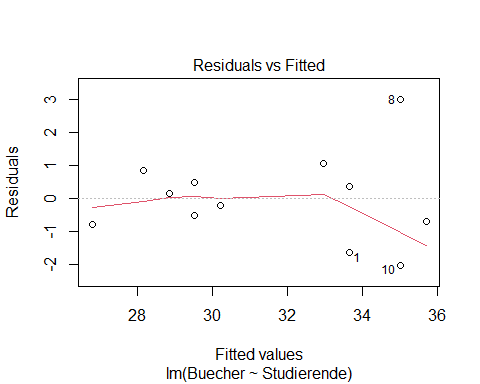 Residuals vs Fitted
Residuals
3
2
1
0
-1
-2
8
1
10
28 30 32 34 36
Fitted values
lm(Buecher ~ Studierende)